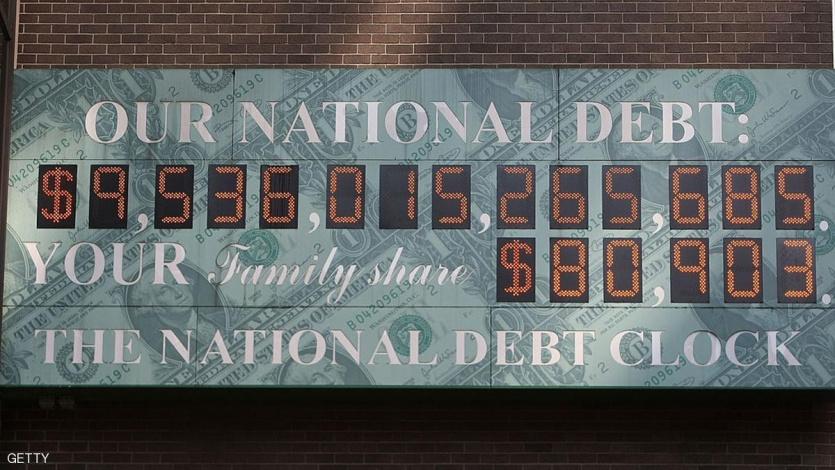 OUR NATIONAL DEBT:
$9,536,015,265,685.
YOUR Family share $80,903.
THE NATIONAL DEBT CLOCK
GETTY